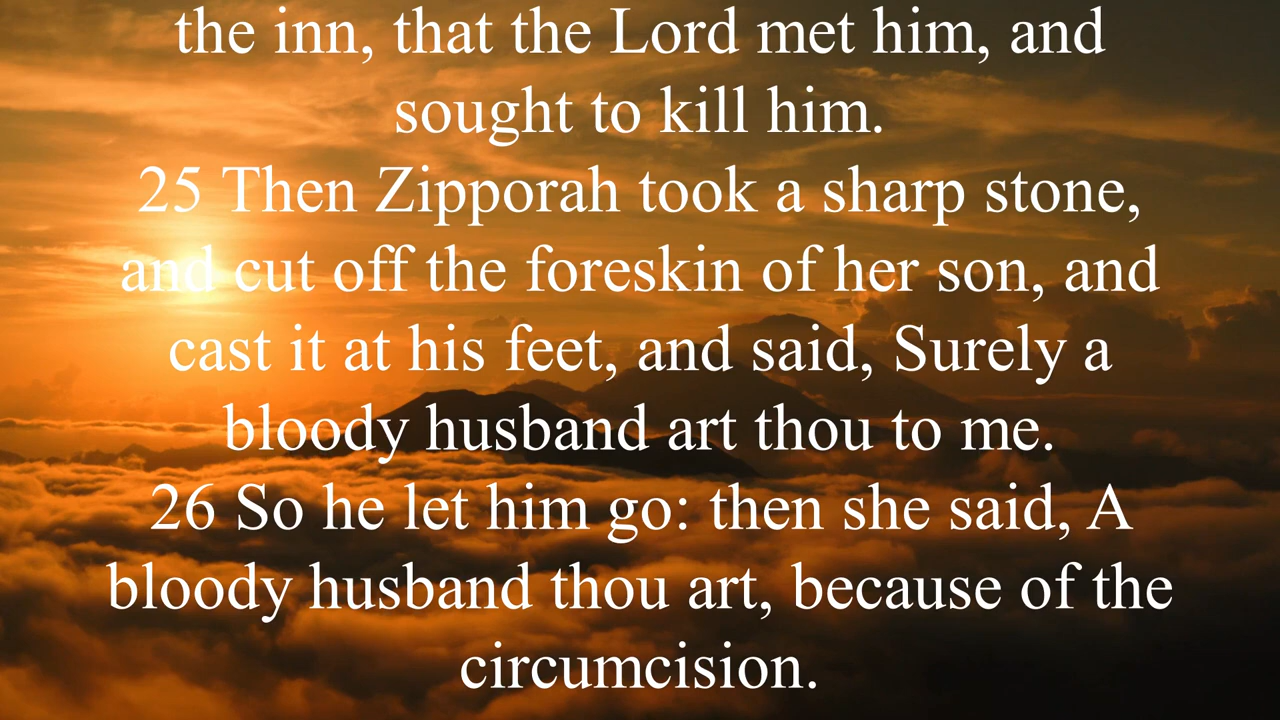 the inn, that the Lord met him, and
sought to kill him.
25 Then Zipporah took a sharp stone,
and cut off the foreskin of her son, and
cast it at his feet, and said, Surely a
bloody husband art thou to me.
26 So he let him go: then she said, A
bloody husband thou art, because of the
circumcision.